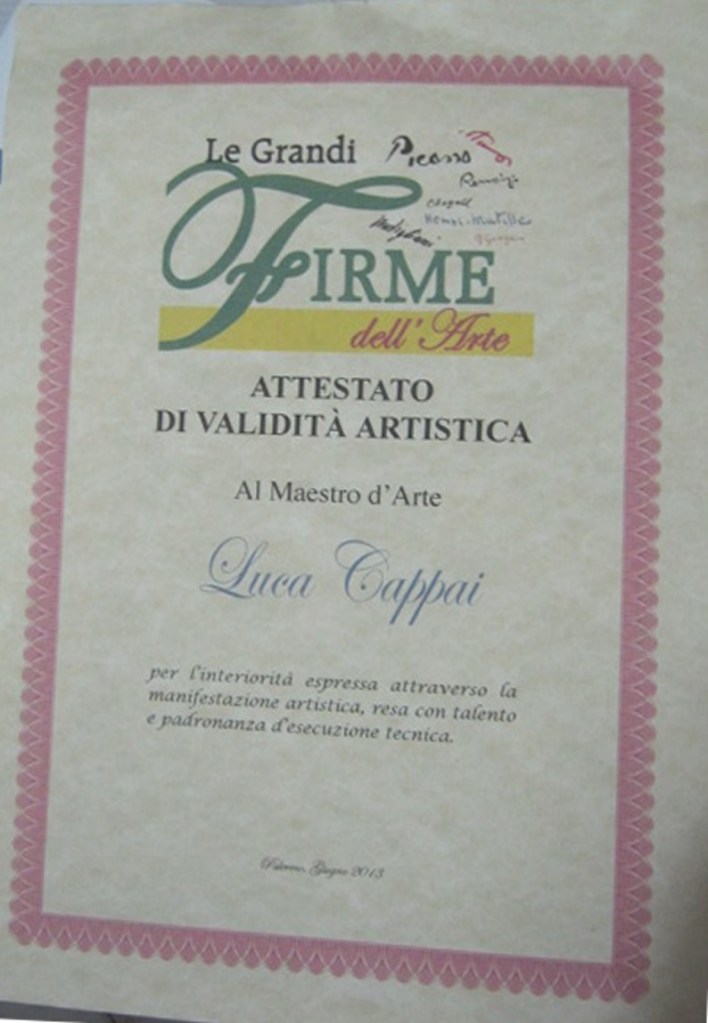 Le Grandi
Picasso
Chagall
Henri-Matisse
Modigliani
FIRME
dell'Arte
ATTESTATO
DI VALIDITÀ ARTISTICA
Al Maestro d'Arte
Luca Cappai
per l'interiorità espressa attraverso la
manifestazione artistica, resa con talento
e padronanza d'esecuzione tecnica.
Palermo, Giugno 2013